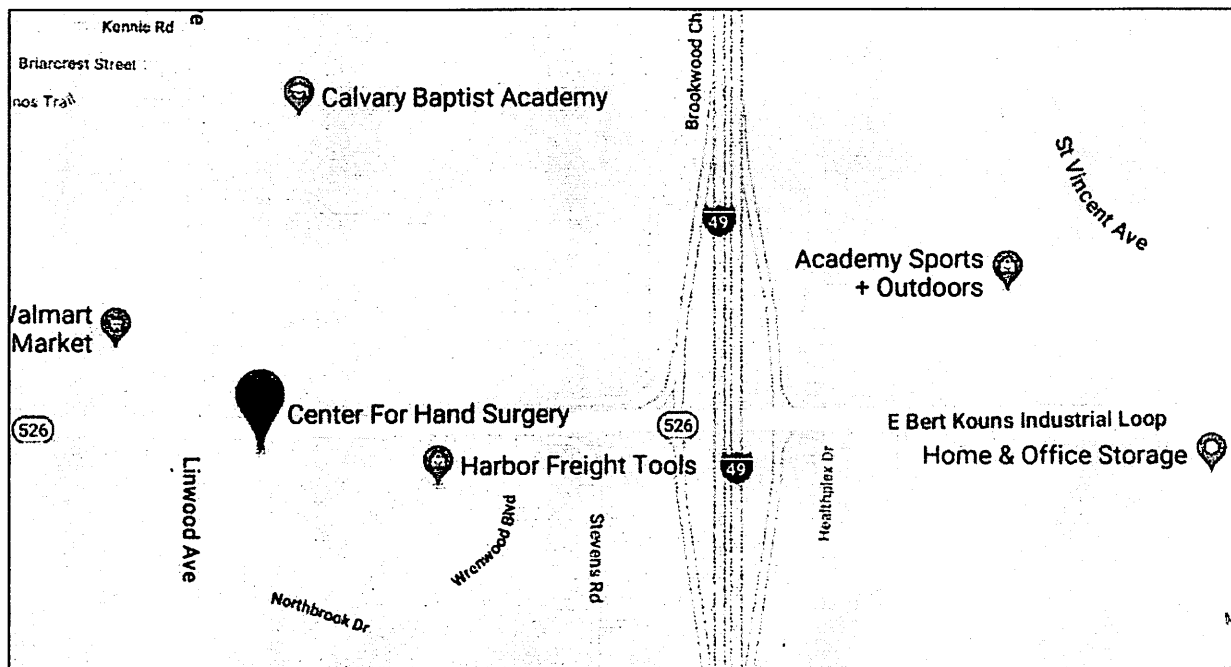 Kennie Rd
Briarcrest Street
Calvary Baptist Academy
Brookwood Ch
St Vincent Ave
49
Academy Sports
+ Outdoors
Walmart
Market
Center For Hand Surgery
526
526
E Bert Kouns Industrial Loop
Home & Office Storage
Harbor Freight Tools
49
Linwood Ave
Wrenwood Blvd
Stevens Rd
Healthplex Dr
Northbrook Dr